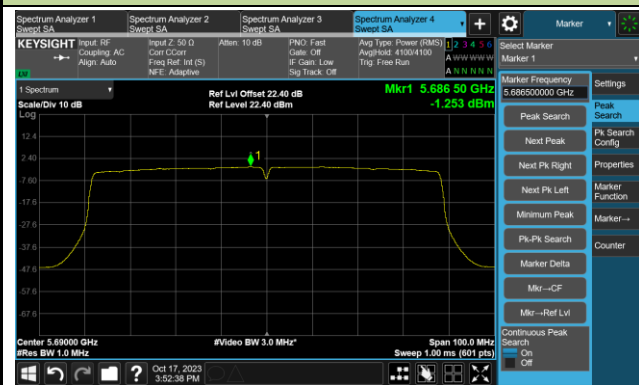 Spectrum Analyzer 1
Swept SA
Spectrum Analyzer 2
Swept SA
Spectrum Analyzer 3
Swept SA
Spectrum Analyzer 4
Swept SA
+
Marker
KEYSIGHT
Input: RF
Coupling: AC
Align: Auto
Input Z: 50 Ω
Corr CCorr
Freq Ref: Int (S)
NFE: Adaptive
Atten: 10 dB
PNO: Fast
Gate: Off
IF Gain: Low
Sig Track: Off
Avg Type: Power (RMS)
Avg|Hold: 4100/4100
Trig: Free Run
1 2 3 4 5 6
A W W W W W
A N N N N N
Select Marker
Marker 1
1 Spectrum
Scale/Div 10 dB
Log
Ref Lvl Offset 22.40 dB
Ref Level 22.40 dBm
Mkr1 5.686 50 GHz
-1.253 dBm
12.4
2.40
-7.60
-17.6
-27.6
-37.6
-47.6
-57.6
-67.6
1
Center 5.69000 GHz
#Res BW 1.0 MHz
#Video BW 3.0 MHz*
Span 100.0 MHz
Sweep 1.00 ms (601 pts)
Marker Frequency
5.686500000 GHz
Peak Search
Next Peak
Next Pk Right
Next Pk Left
Minimum Peak
Pk-Pk Search
Marker Delta
Mkr→CF
Mkr→Ref Lvl
Continuous Peak
Search
On
Off
Settings
Peak
Search
Pk Search
Config
Properties
Marker
Function
Marker→
Counter
?
Oct 17, 2023
3:52:38 PM